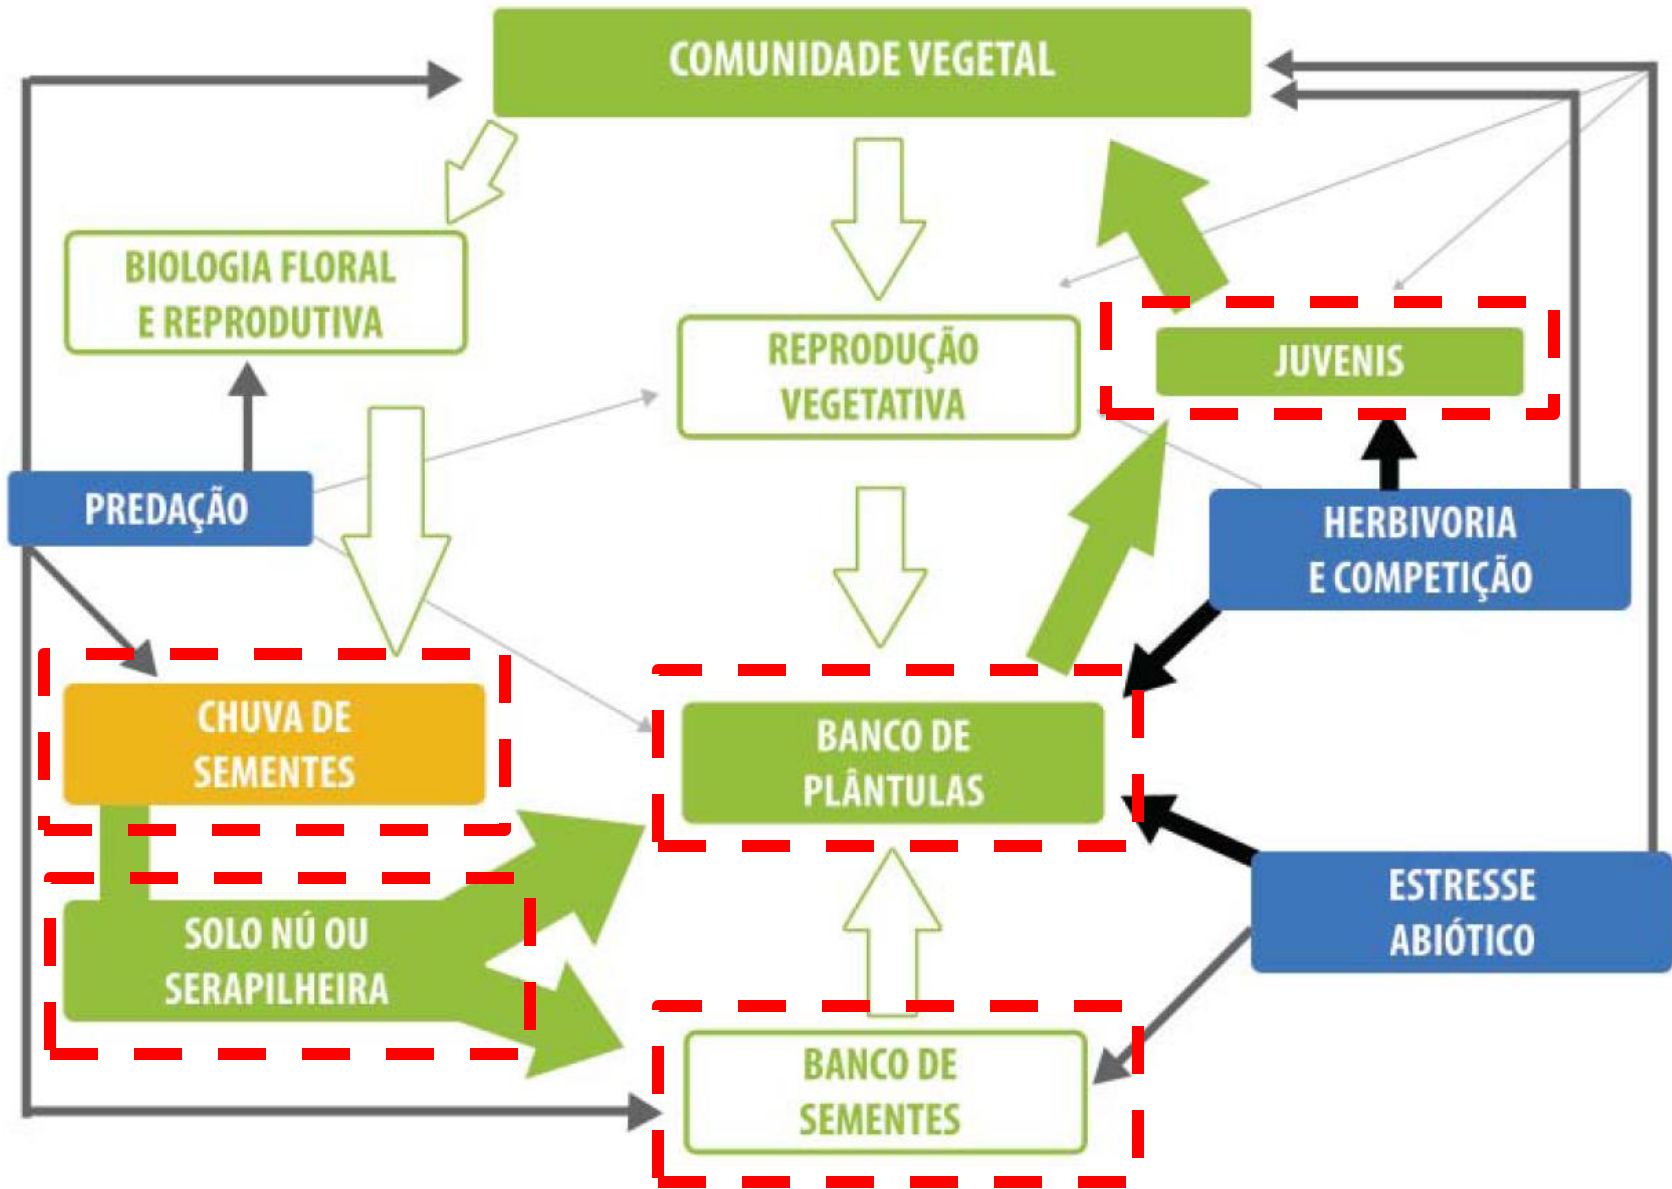 COMUNIDADE VEGETAL
BIOLOGIA FLORAL
E REPRODUTIVA
REPRODUÇÃO
VEGETATIVA
JUVENIS
PREDAÇÃO
HERBIVORIA
E COMPETIÇÃO
CHUVA DE
SEMENTES
BANCO DE
PLÂNTULAS
SOLO NÚ OU
SERAPILHEIRA
ESTRESSE
ABIÓTICO
BANCO DE
SEMENTES